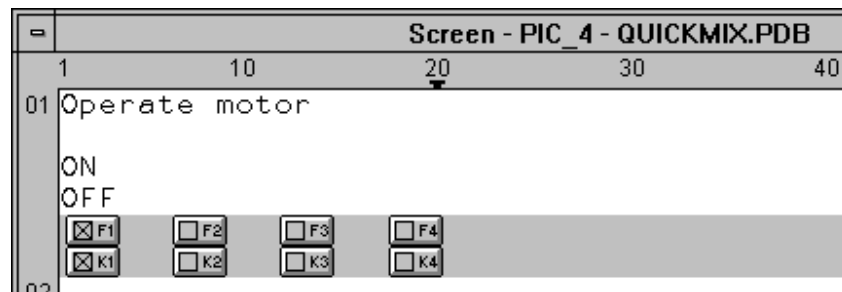 Screen - PIC_4 - QUICKMIX.PDB
1 10 20 30 40
01 Operate motor
ON
OFF
F1 F2 F3 F4
K1 K2 K3 K4